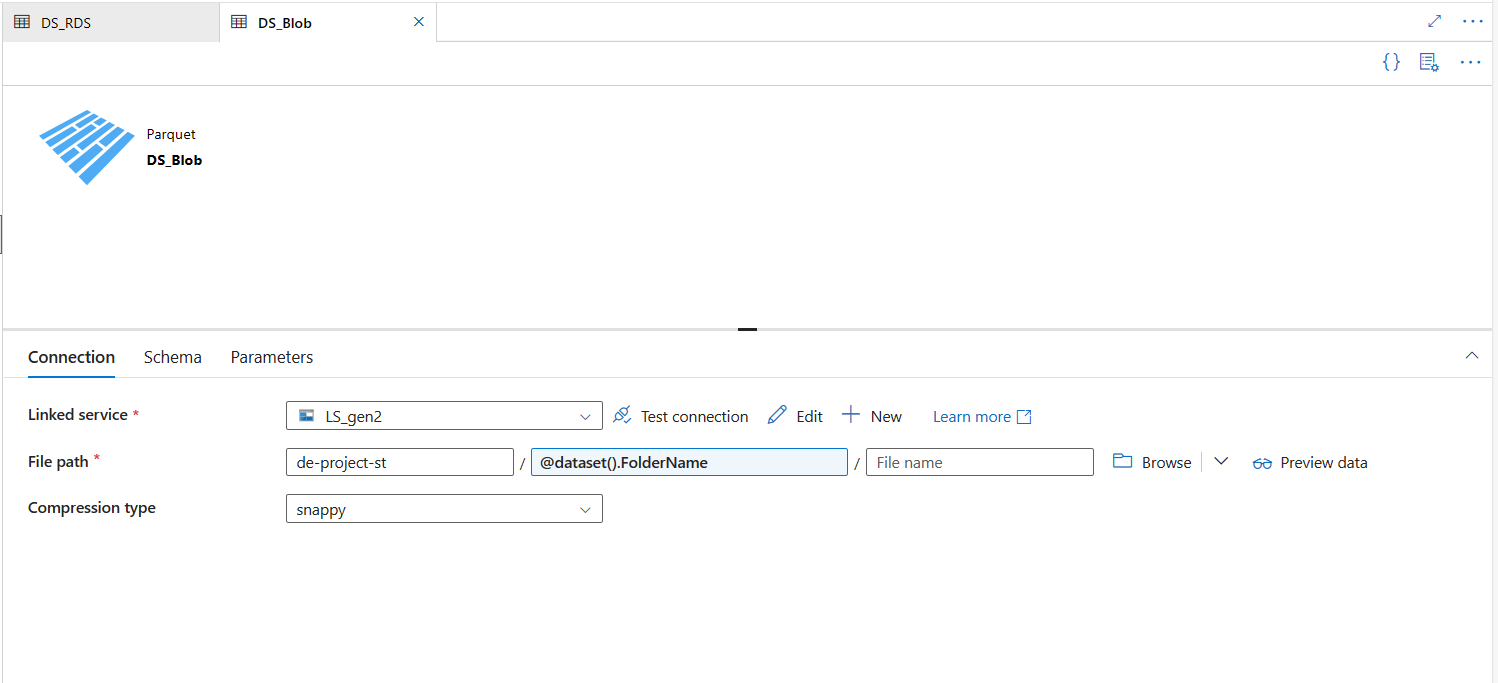 DS_RDS
DS_Blob
Parquet
DS_Blob
Connection
Schema
Parameters
Linked service *
LS_gen2
Test connection
Edit
New
Learn more
File path *
de-project-st
/
@dataset().FolderName
/
File name
Browse
Preview data
Compression type
snappy